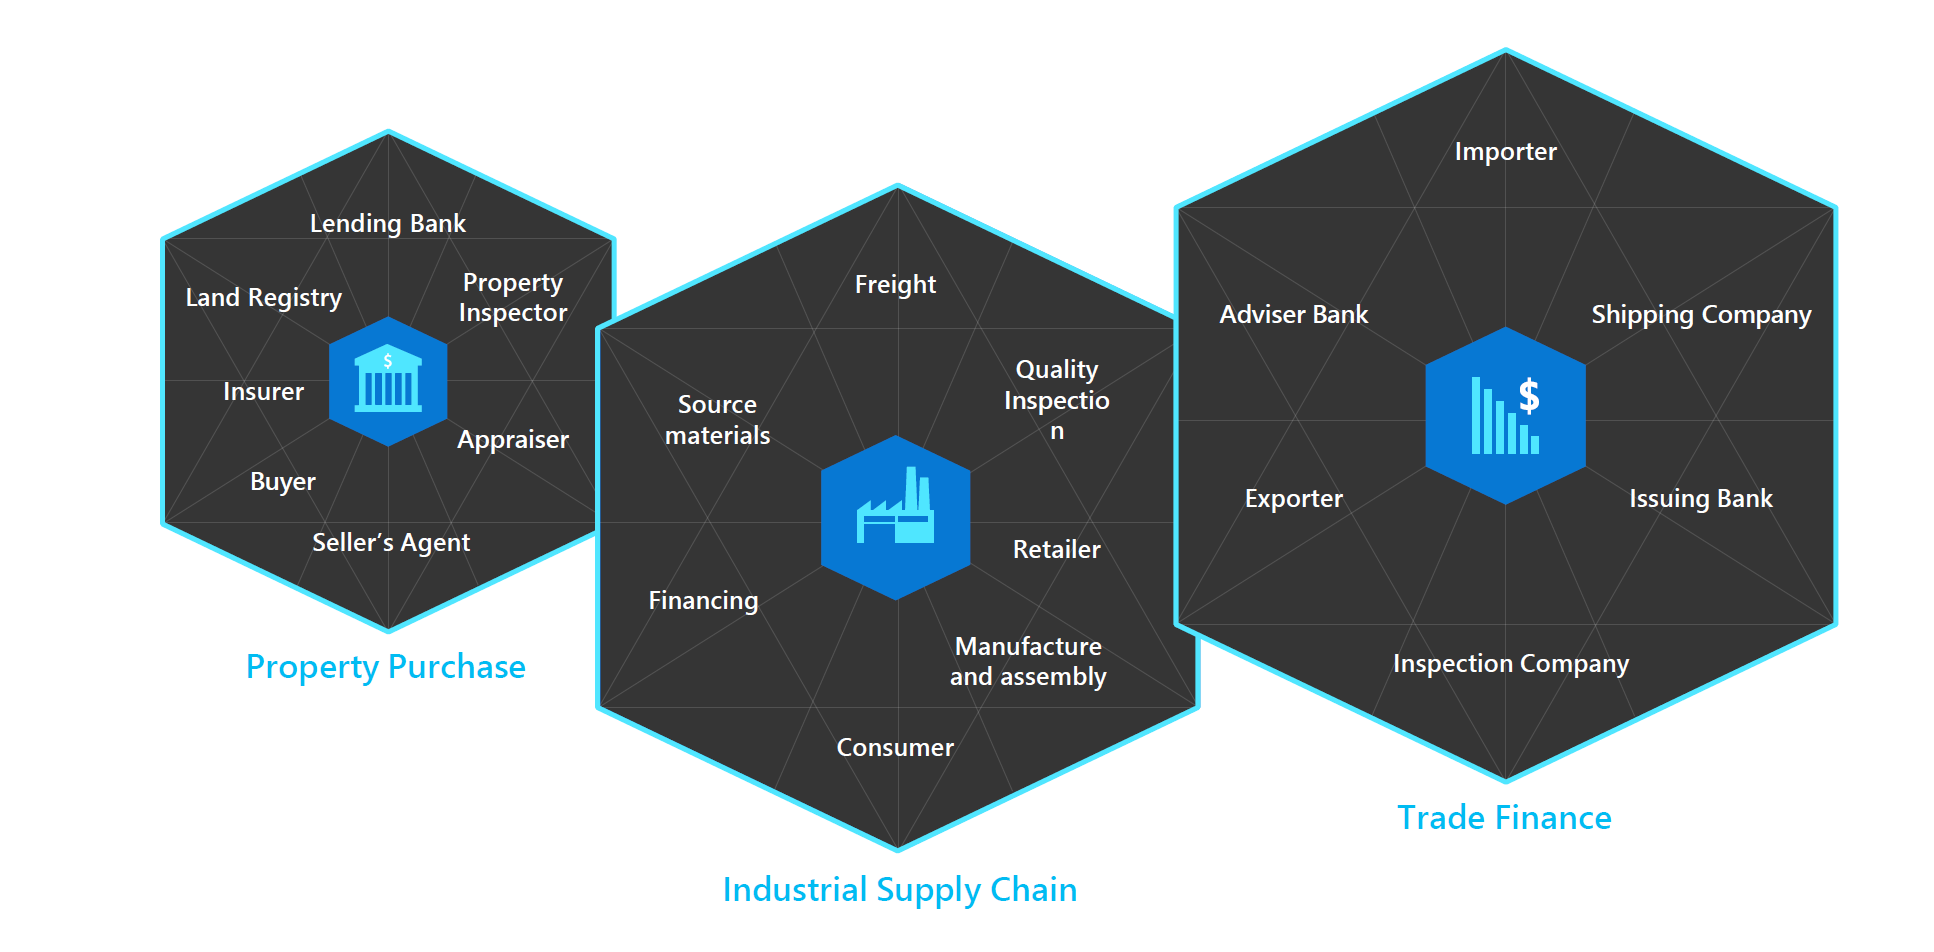 Lending Bank
Property
Inspector
Land Registry
$
Insurer
Appraiser
Buyer
Seller’s Agent
Property Purchase
Freight
Quality
Inspectio
n
Source
materials
Retailer
Financing
Manufacture
and assembly
Consumer
Industrial Supply Chain
Importer
Adviser Bank
Shipping Company
$
Exporter
Issuing Bank
Inspection Company
Trade Finance